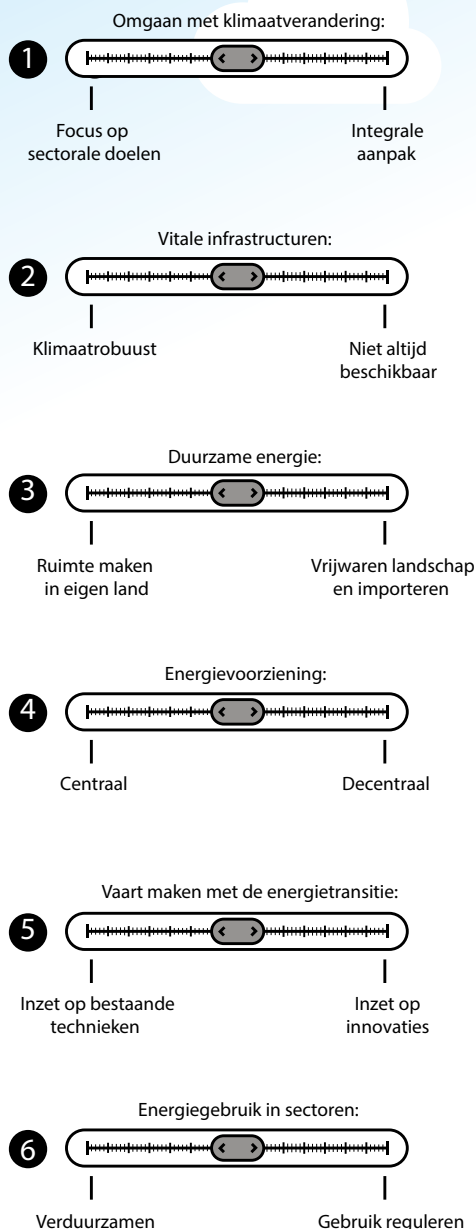 Omgaan met klimaatverandering:
1
Focus op
sectorale doelen
Integrale
aanpak
Vitale infrastructuren:
2
Klimaatrobuust
Niet altijd
beschikbaar
Duurzame energie:
3
Ruimte maken
in eigen land
Vrijwaren landschap
en importeren
Energievoorziening:
4
Centraal
Decentraal
Vaart maken met de energietransitie:
5
Inzet op bestaande
technieken
Inzet op
innovaties
Energiegebruik in sectoren:
6
Verduurzamen
Gebruik reguleren